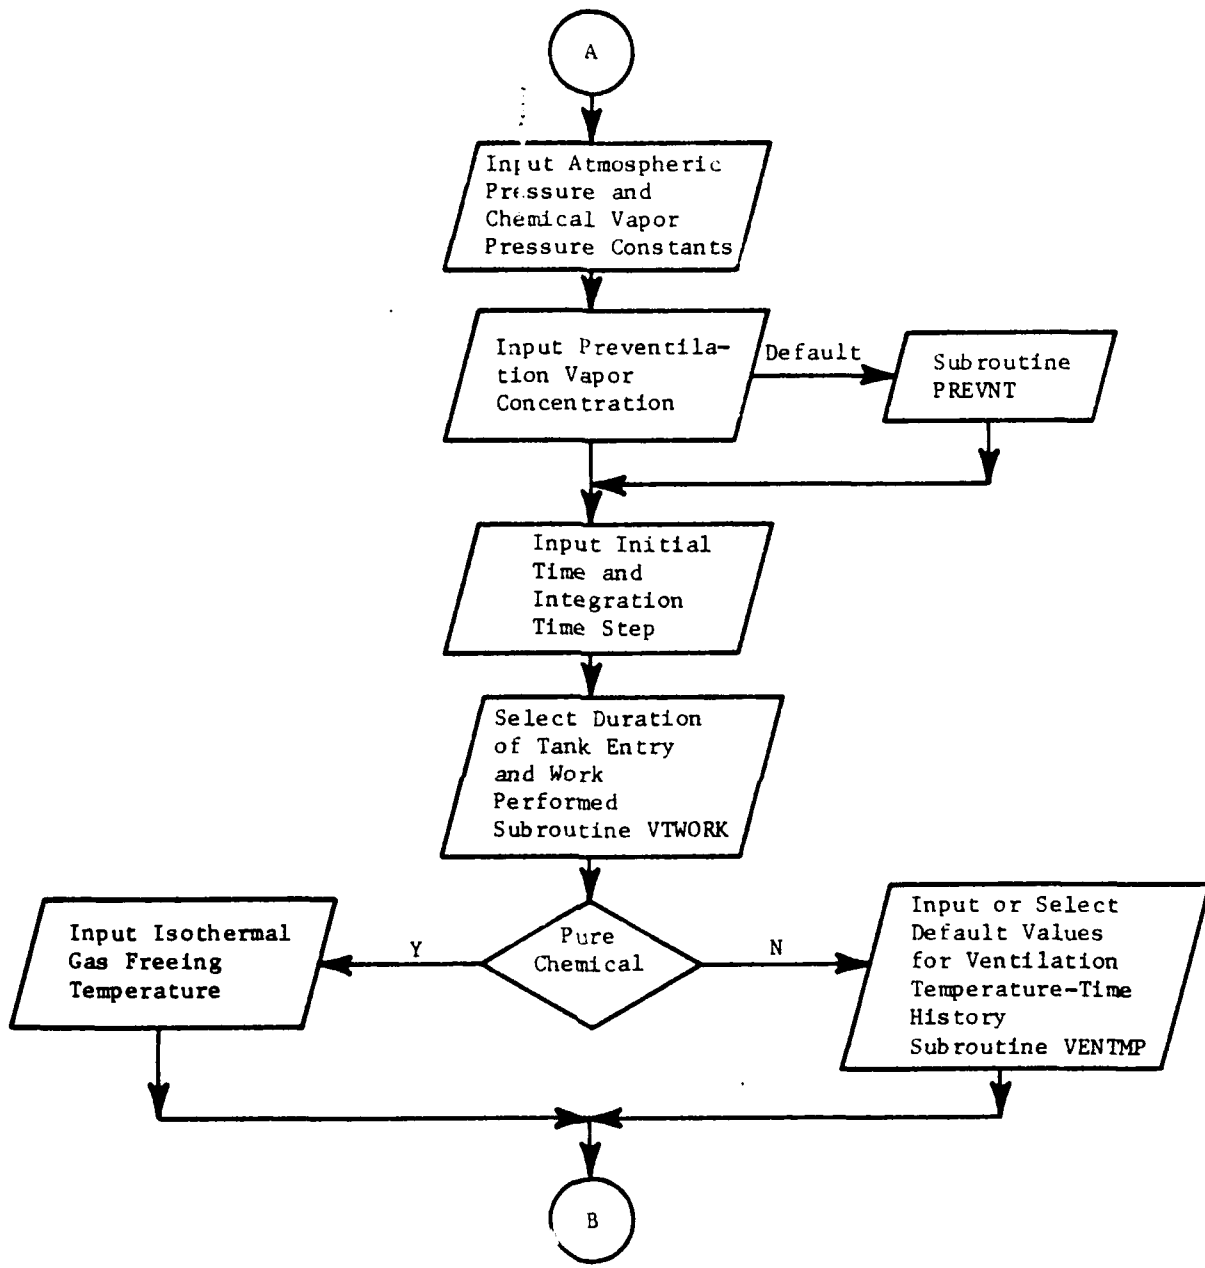 A
Input Atmospheric
Pressure and
Chemical Vapor
Pressure Constants
Input Preventila-
tion Vapor
Concentration
Default
Subroutine
PREVNT
Input Initial
Time and
Integration
Time Step
Select Duration
of Tank Entry
and Work
Performed
Subroutine VTWORK
Pure
Chemical
Y
N
Input Isothermal
Gas Freeing
Temperature
Input or Select
Default Values
for Ventilation
Temperature-Time
History
Subroutine VENTMP
B